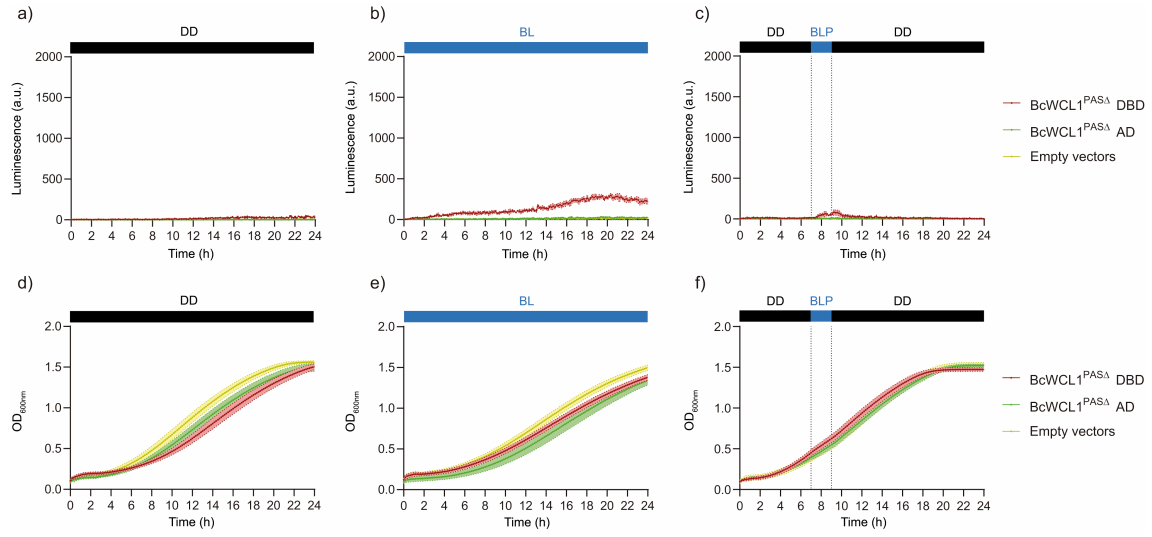 a)
DD
2000
1500
1000
500
0
Luminescence (a.u.)
0 2 4 6 8 10 12 14 16 18 20 22 24
Time (h)
b)
BL
2000
1500
1000
500
0
Luminescence (a.u.)
0 2 4 6 8 10 12 14 16 18 20 22 24
Time (h)
c)
DD BLP DD
2000
1500
1000
500
0
Luminescence (a.u.)
0 2 4 6 8 10 12 14 16 18 20 22 24
Time (h)
BcWCL1PASΔ DBD
BcWCL1PASΔ AD
Empty vectors
d)
DD
2.0
1.5
1.0
0.5
0.0
OD600nm
0 2 4 6 8 10 12 14 16 18 20 22 24
Time (h)
e)
BL
2.0
1.5
1.0
0.5
0.0
OD600nm
0 2 4 6 8 10 12 14 16 18 20 22 24
Time (h)
f)
DD BLP DD
2.0
1.5
1.0
0.5
0.0
OD600nm
0 2 4 6 8 10 12 14 16 18 20 22 24
Time (h)
BcWCL1PASΔ DBD
BcWCL1PASΔ AD
Empty vectors